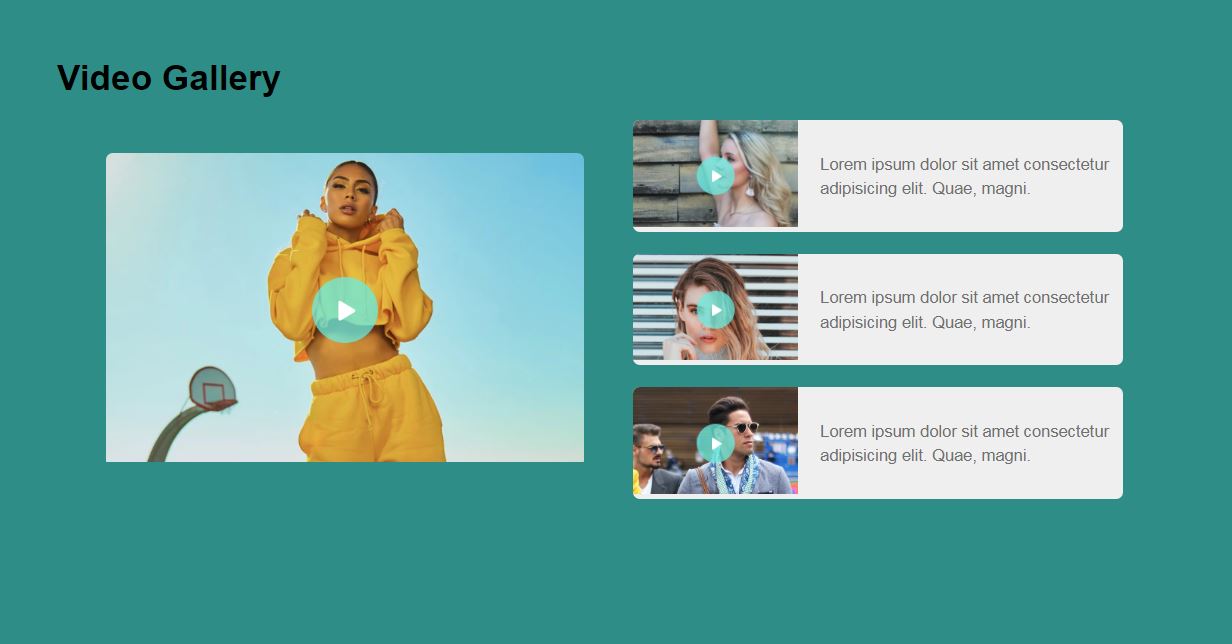 Video Gallery
Lorem ipsum dolor sit amet consectetur
adipisicing elit. Quae, magni.
Lorem ipsum dolor sit amet consectetur
adipisicing elit. Quae, magni.
Lorem ipsum dolor sit amet consectetur
adipisicing elit. Quae, magni.